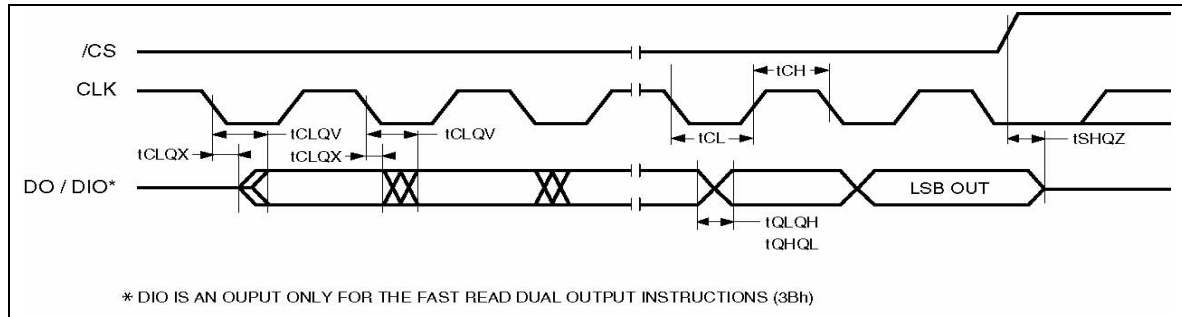 /CS
CLK
tCH
tCLQV
tCLQV
tCL
tSHQZ
tCLQX
tCLQX
DO / DIO*
LSB OUT
tQLQH
tQHQL
* DIO IS AN OUPUT ONLY FOR THE FAST READ DUAL OUTPUT INSTRUCTIONS (3Bh)